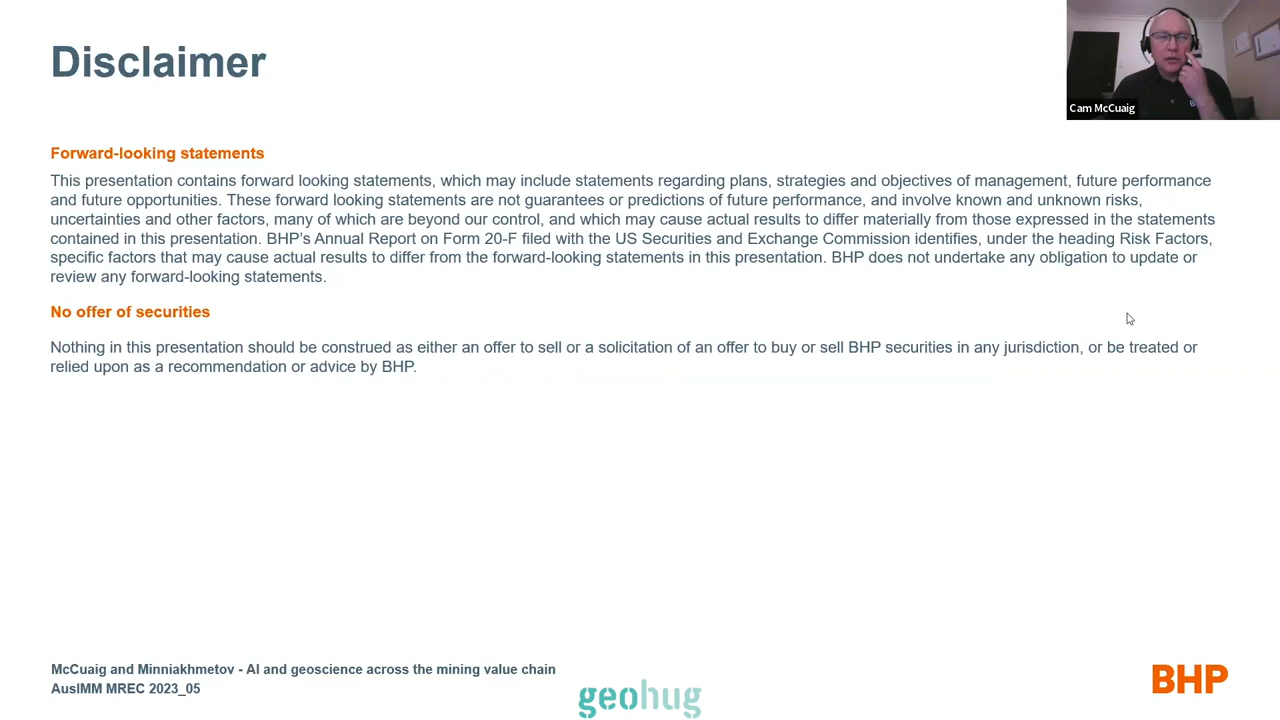 Disclaimer
Cam McCuaig
Forward-looking statements
This presentation contains forward looking statements, which may include statements regarding plans, strategies and objectives of management, future performance
and future opportunities. These forward looking statements are not guarantees or predictions of future performance, and involve known and unknown risks,
uncertainties and other factors, many of which are beyond our control, and which may cause actual results to differ materially from those expressed in the statements
contained in this presentation. BHP's Annual Report on Form 20-F filed with the US Securities and Exchange Commission identifies, under the heading Risk Factors,
specific factors that may cause actual results to differ from the forward-looking statements in this presentation. BHP does not undertake any obligation to update or
review any forward-looking statements.
No offer of securities
Nothing in this presentation should be construed as either an offer to sell or a solicitation of an offer to buy or sell BHP securities in any jurisdiction, or be treated or
relied upon as a recommendation or advice by BHP.
McCuaig and Minniakhmetov - AI and geoscience across the mining value chain
AusIMM MREC 2023_05
geohug
BHP